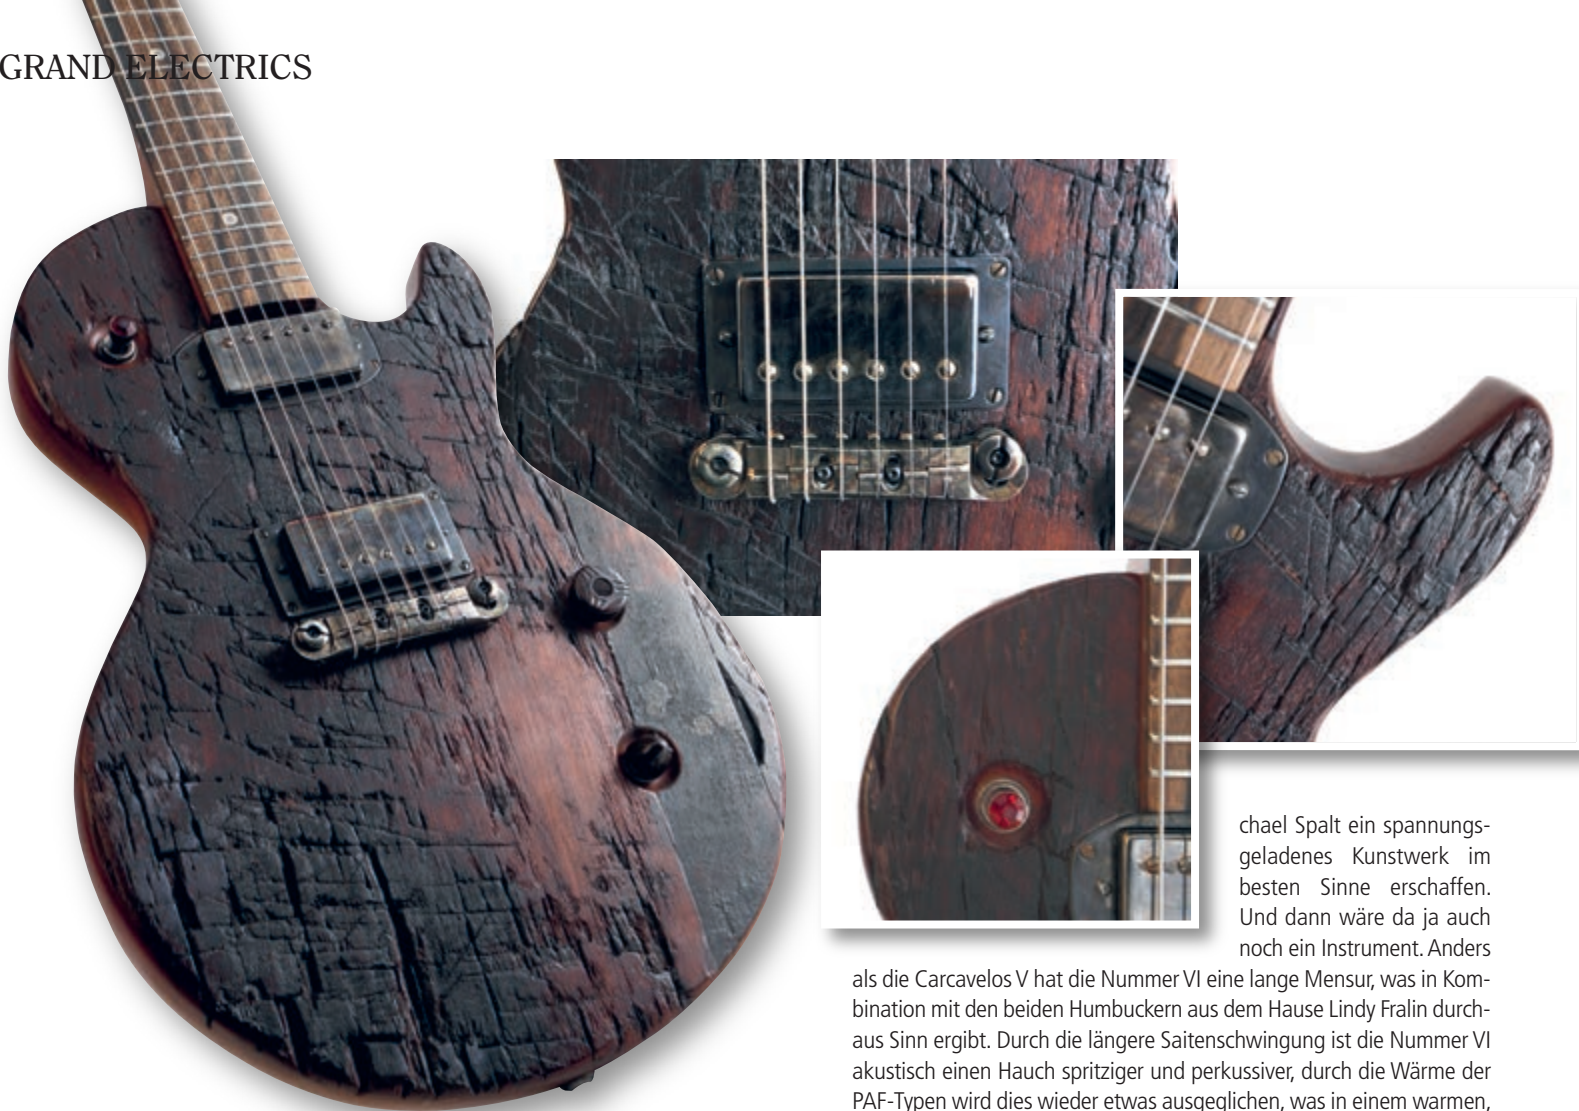 GRAND ELECTRICS
chael Spalt ein spannungs-
geladenes Kunstwerk im
besten Sinne erschaffen.
Und dann wäre da ja auch
noch ein Instrument. Anders
als die Carcavelos V hat die Nummer VI eine lange Mensur, was in Kom-
bination mit den beiden Humbuckern aus dem Hause Lindy Fralin durch-
aus Sinn ergibt. Durch die längere Saitenschwingung ist die Nummer VI
akustisch einen Hauch spritziger und perkussiver, durch die Wärme der
PAF-Typen wird dies wieder etwas ausgeglichen, was in einem warmen,